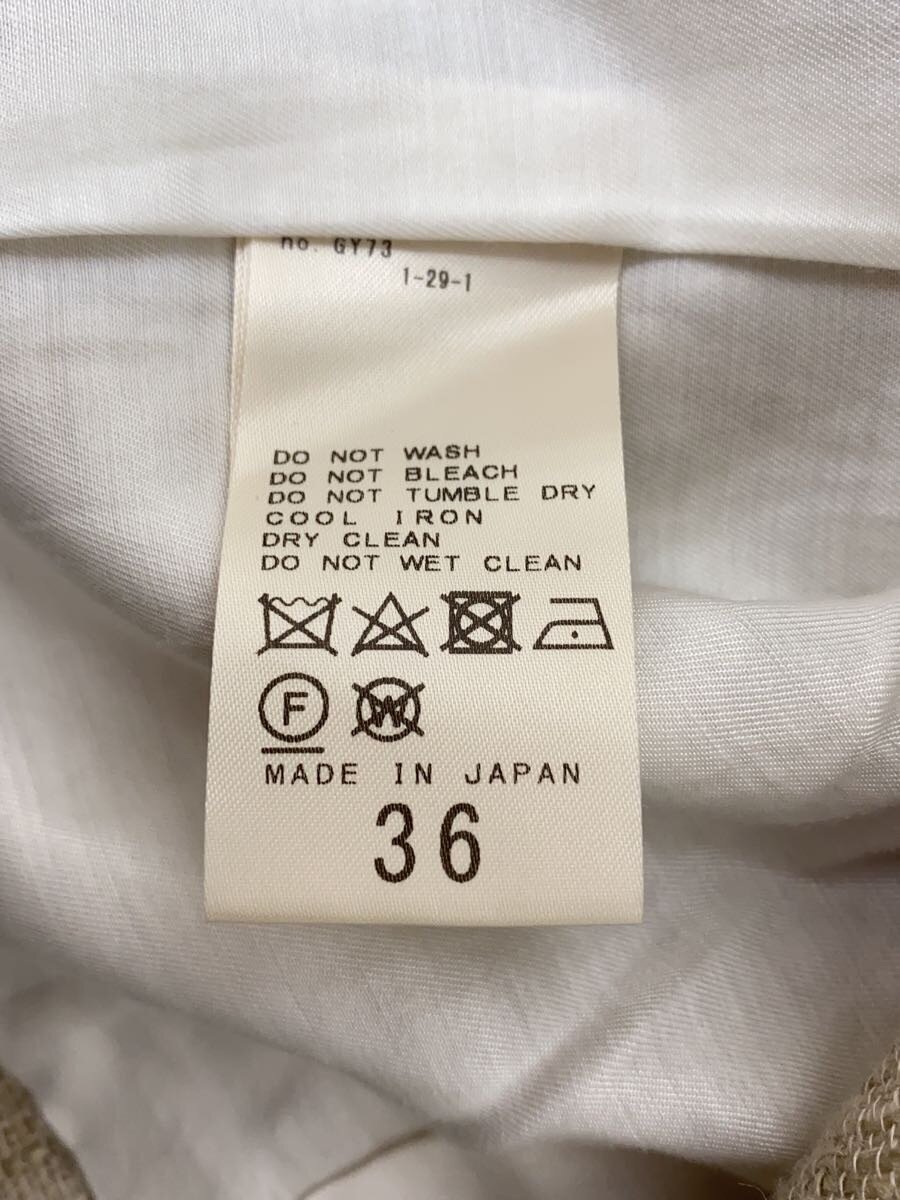 no. GY73
1-29-1
DO NOT WASH
DO NOT BLEACH
DO NOT TUMBLE DRY
COOL IRON
DRY CLEAN
DO NOT WET CLEAN
F W
MADE IN JAPAN
36